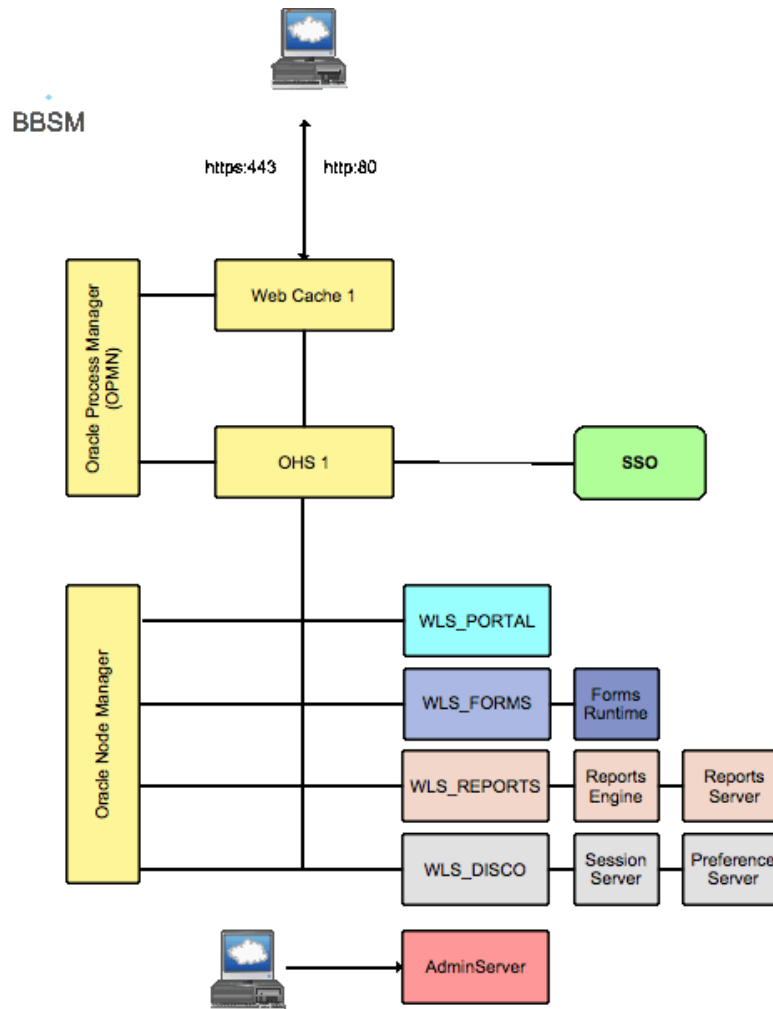 BBSM
https:443
http:80
Web Cache 1
Oracle Process Manager
(OPMN)
OHS 1
SSO
Oracle Node Manager
WLS_PORTAL
WLS_FORMS
Forms
Runtime
WLS_REPORTS
Reports
Engine
Reports
Server
WLS_DISCO
Session
Server
Preference
Server
AdminServer